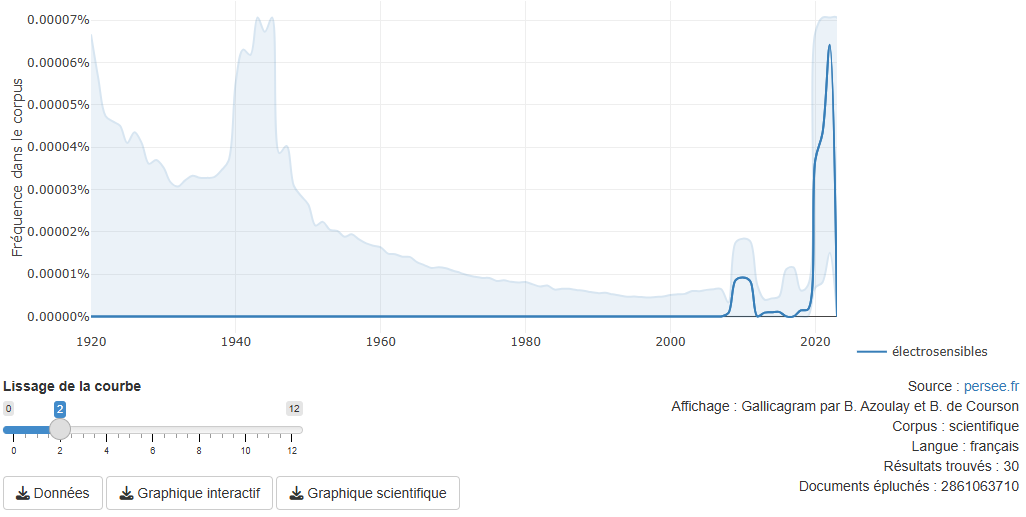 0.00007%
0.00006%
0.00005%
0.00004%
0.00003%
0.00002%
0.00001%
0.00000%
Fréquence dans le corpus
1920 1940 1960 1980 2000 2020
électrosensibles
Lissage de la courbe
0 2 12
0 2 4 6 8 10 12
Données Graphique interactif Graphique scientifique
Source : persee.fr
Affichage : Gallicagram par B. Azoulay et B. de Courson
Corpus : scientifique
Langue : français
Résultats trouvés : 30
Documents épluchés : 2861063710